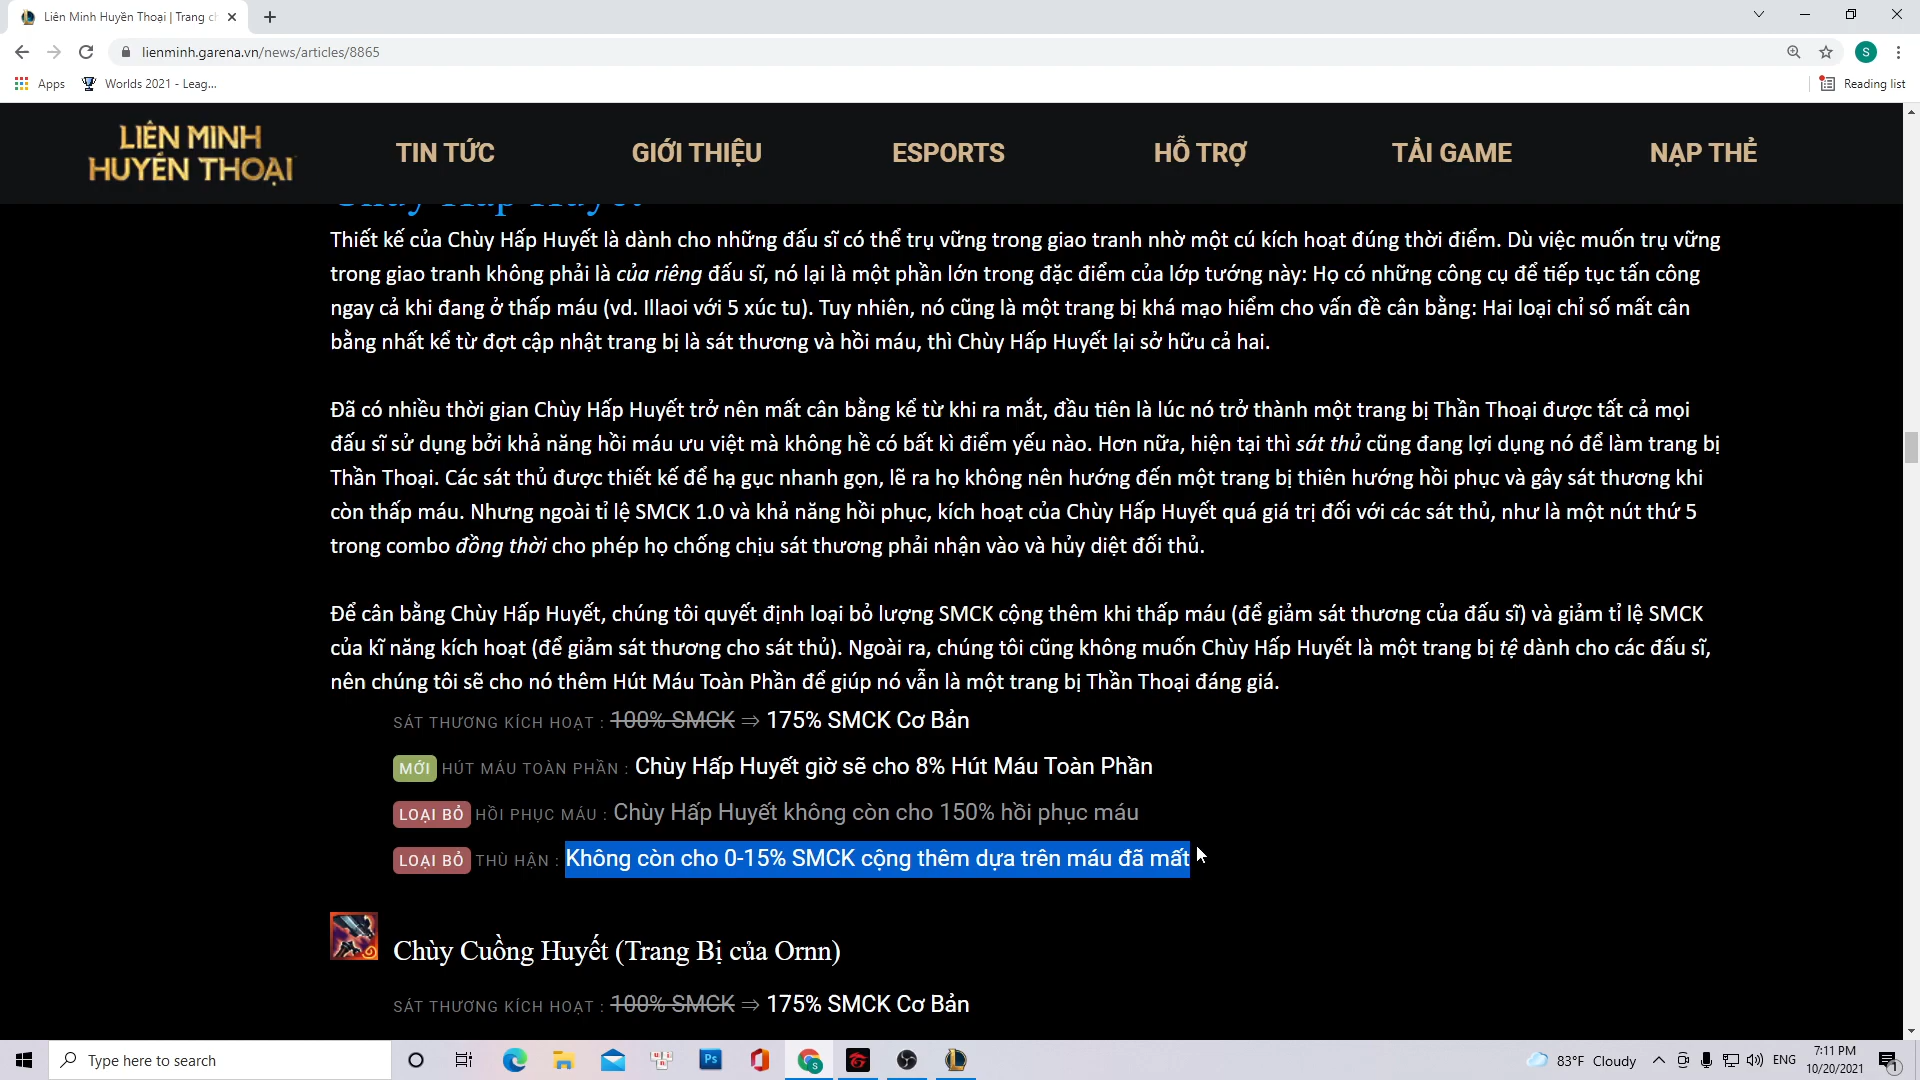 Liên Minh Huyền Thoại | Trang ch
lienminh.garena.vn/news/articles/8865
S
Apps
Worlds 2021 - Leag...
Reading list
LIÊN MINH
HUYỀN THOẠI
TIN TỨC
GIỚI THIỆU
ESPORTS
HỖ TRỢ
TẢI GAME
NẠP THẺ
Chùy Hấp Huyết
Thiết kế của Chùy Hấp Huyết là dành cho những đấu sĩ có thể trụ vững trong giao tranh nhờ một cú kích hoạt đúng thời điểm. Dù việc muốn trụ vững
trong giao tranh không phải là của riêng đấu sĩ, nó lại là một phần lớn trong đặc điểm của lớp tướng này: Họ có những công cụ để tiếp tục tấn công
ngay cả khi đang ở thấp máu (vd. Illaoi với 5 xúc tu). Tuy nhiên, nó cũng là một trang bị khá mạo hiểm cho vấn đề cân bằng: Hai loại chỉ số mất cân
bằng nhất kể từ đợt cập nhật trang bị là sát thương và hồi máu, thì Chùy Hấp Huyết lại sở hữu cả hai.
Đã có nhiều thời gian Chùy Hấp Huyết trở nên mất cân bằng kể từ khi ra mắt, đầu tiên là lúc nó trở thành một trang bị Thần Thoại được tất cả mọi
đấu sĩ sử dụng bởi khả năng hồi máu ưu việt mà không hề có bất kì điểm yếu nào. Hơn nữa, hiện tại thì sát thủ cũng đang lợi dụng nó để làm trang bị
Thần Thoại. Các sát thủ được thiết kế để hạ gục nhanh gọn, lẽ ra họ không nên hướng đến một trang bị thiên hướng hồi phục và gây sát thương khi
còn thấp máu. Nhưng ngoài tỉ lệ SMCK 1.0 và khả năng hồi phục, kích hoạt của Chùy Hấp Huyết quá giá trị đối với các sát thủ, như là một nút thứ 5
trong combo đồng thời cho phép họ chống chịu sát thương phải nhận vào và hủy diệt đối thủ.
Để cân bằng Chùy Hấp Huyết, chúng tôi quyết định loại bỏ lượng SMCK cộng thêm khi thấp máu (để giảm sát thương của đấu sĩ) và giảm tỉ lệ SMCK
của kĩ năng kích hoạt (để giảm sát thương cho sát thủ). Ngoài ra, chúng tôi cũng không muốn Chùy Hấp Huyết là một trang bị tệ dành cho các đấu sĩ,
nên chúng tôi sẽ cho nó thêm Hút Máu Toàn Phần để giúp nó vẫn là một trang bị Thần Thoại đáng giá.
SÁT THƯƠNG KÍCH HOẠT : 100% SMCK ⇒ 175% SMCK Cơ Bản
MỚI HÚT MÁU TOÀN PHẦN : Chùy Hấp Huyết giờ sẽ cho 8% Hút Máu Toàn Phần
LOẠI BỎ HỒI PHỤC MÁU : Chùy Hấp Huyết không còn cho 150% hồi phục máu
LOẠI BỎ THÙ HẬN : Không còn cho 0-15% SMCK cộng thêm dựa trên máu đã mất
Chùy Cuồng Huyết (Trang Bị của Ornn)
SÁT THƯƠNG KÍCH HOẠT : 100% SMCK ⇒ 175% SMCK Cơ Bản
Type here to search
Ps
S
83°F Cloudy
ENG
7:11 PM
10/20/2021
1